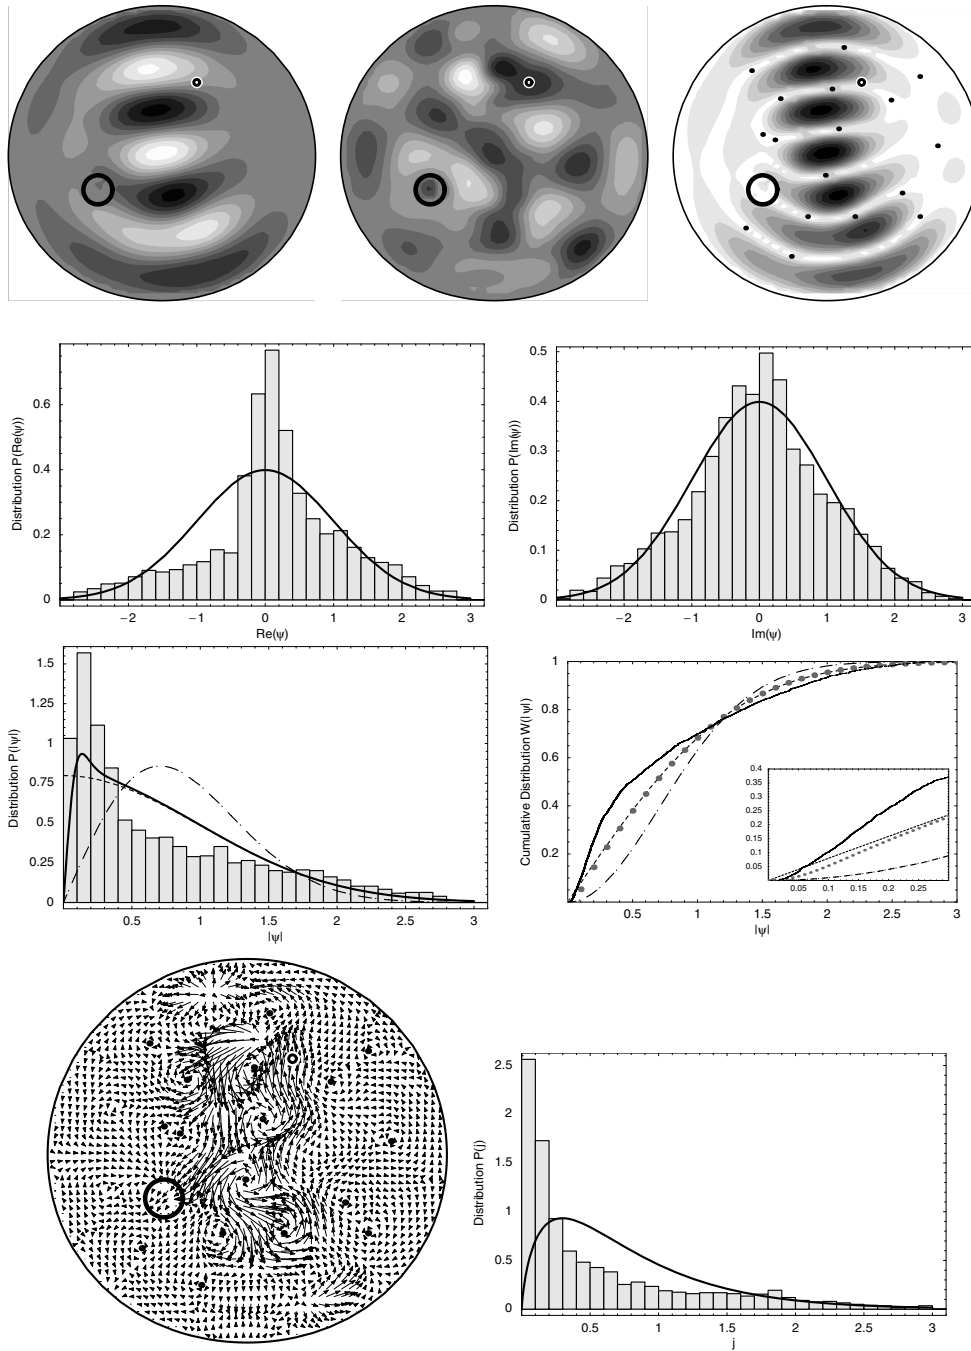 Distribution P(Re(ψ))
0.6
0.4
0.2
0
−2 −1 0 1 2 3
Re(ψ)
Distribution P(Im(ψ))
0.5
0.4
0.3
0.2
0.1
0
−2 −1 0 1 2 3
Im(ψ)
Distribution P(|ψ|)
1.5
1.25
1
0.75
0.5
0.25
0
0.5 1 1.5 2 2.5 3
|ψ|
Cumulative Distribution W(|ψ|)
1
0.8
0.6
0.4
0.2
0.5 1 1.5 2 2.5 3
|ψ|
0.4
0.35
0.3
0.25
0.2
0.15
0.1
0.05
0.05 0.1 0.15 0.2 0.25
Distribution P(j)
2.5
2
1.5
1
0.5
0
0.5 1 1.5 2 2.5 3
j